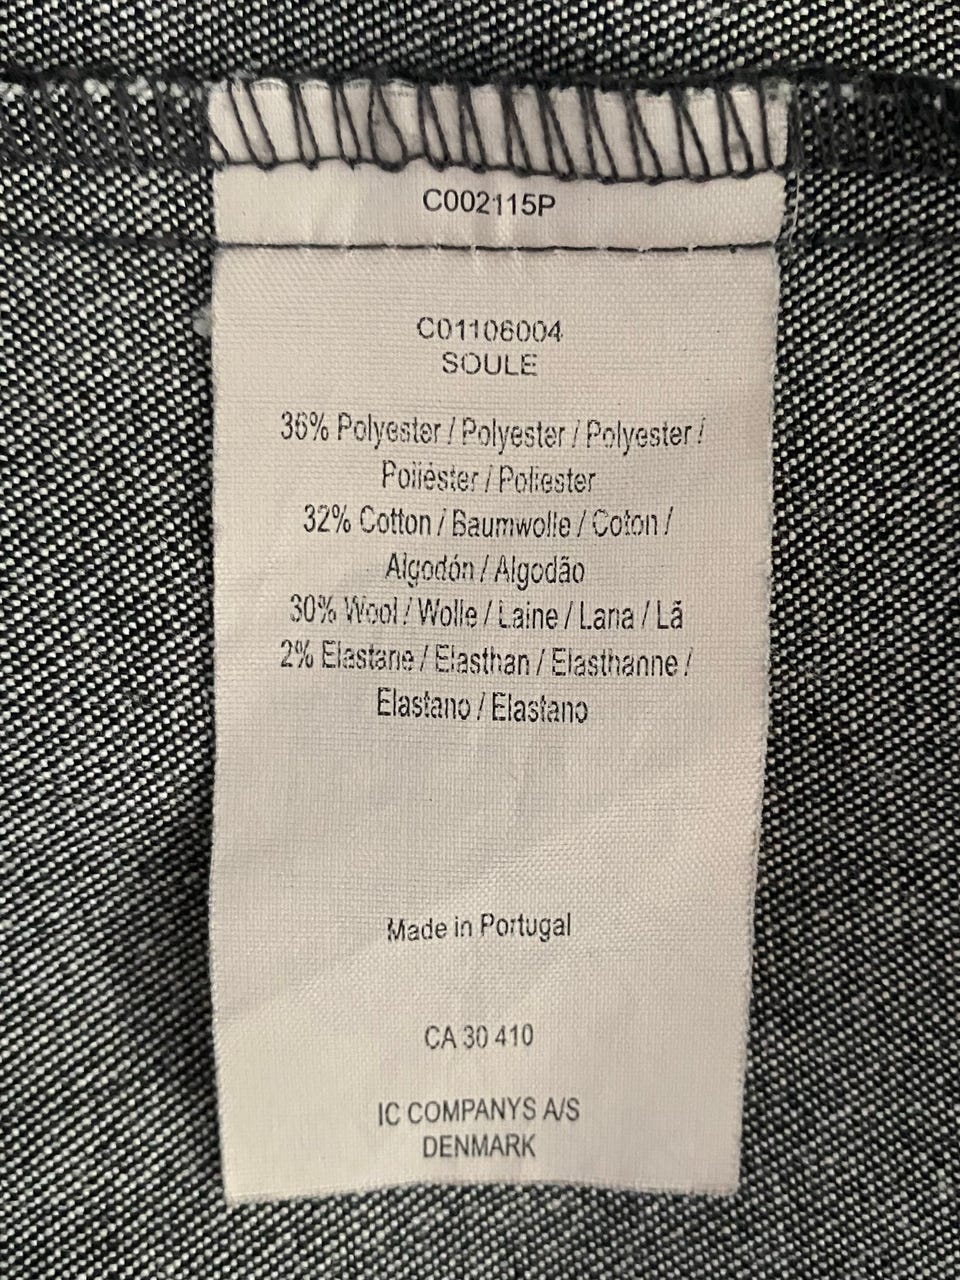 C002115P
C01106004
SOULE
36% Polyester / Polyester / Polyester /
Poliéster / Poliester
32% Cotton / Baumwolle / Coton /
Algodón / Algodão
30% Wool / Wolle / Laine / Lana / Lã
2% Elastane / Elasthan / Elasthanne /
Elastano / Elastano
Made in Portugal
CA 30 410
IC COMPANYS A/S
DENMARK